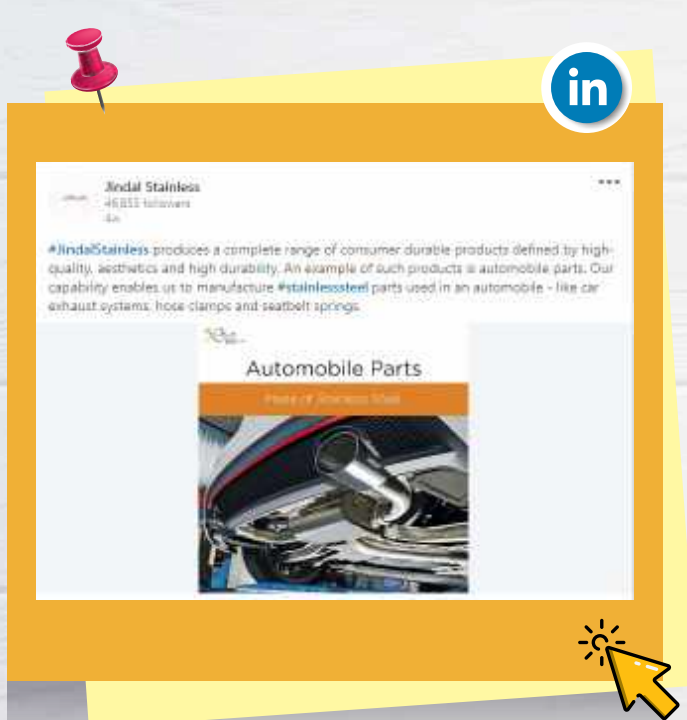 in
Jindal Stainless
46,855 followers
4w
#JindalStainless produces a complete range of consumer durable products defined by high-
quality, aesthetics and high durability. An example of such products is automobile parts. Our
capability enables us to manufacture #stainlesssteel parts used in an automobile - like car
exhaust systems, hose clamps and seatbelt springs.
Automobile Parts
Made of Stainless Steel